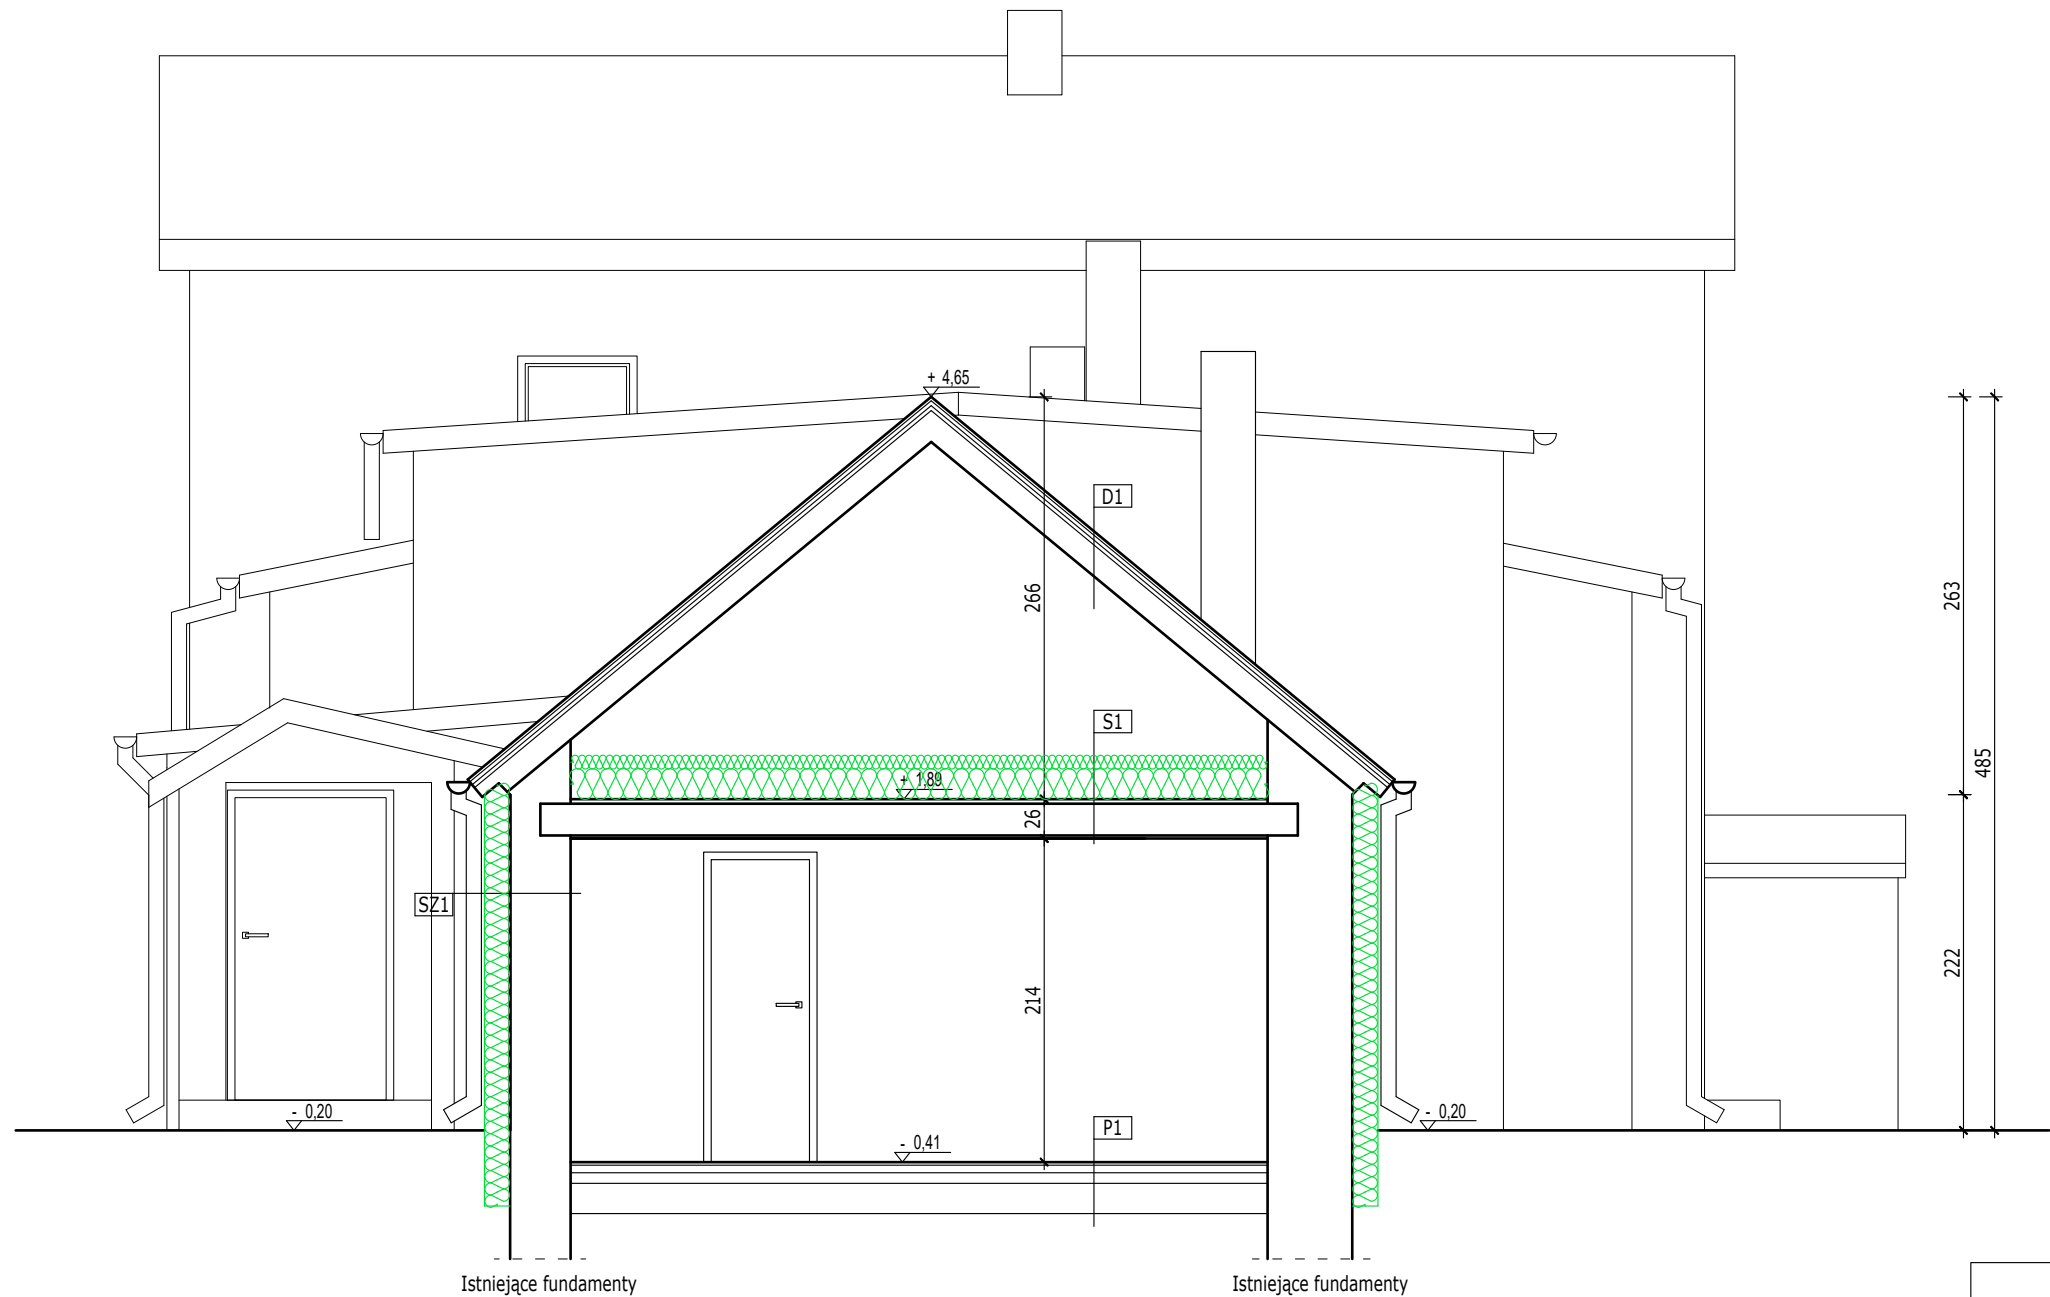 + 4,65
D1
266
263
S1
485
+ 1,89
26
SZ1
222
214
- 0,20
- 0,20
P1
- 0,41
Istniejące fundamenty
Istniejące fundamenty